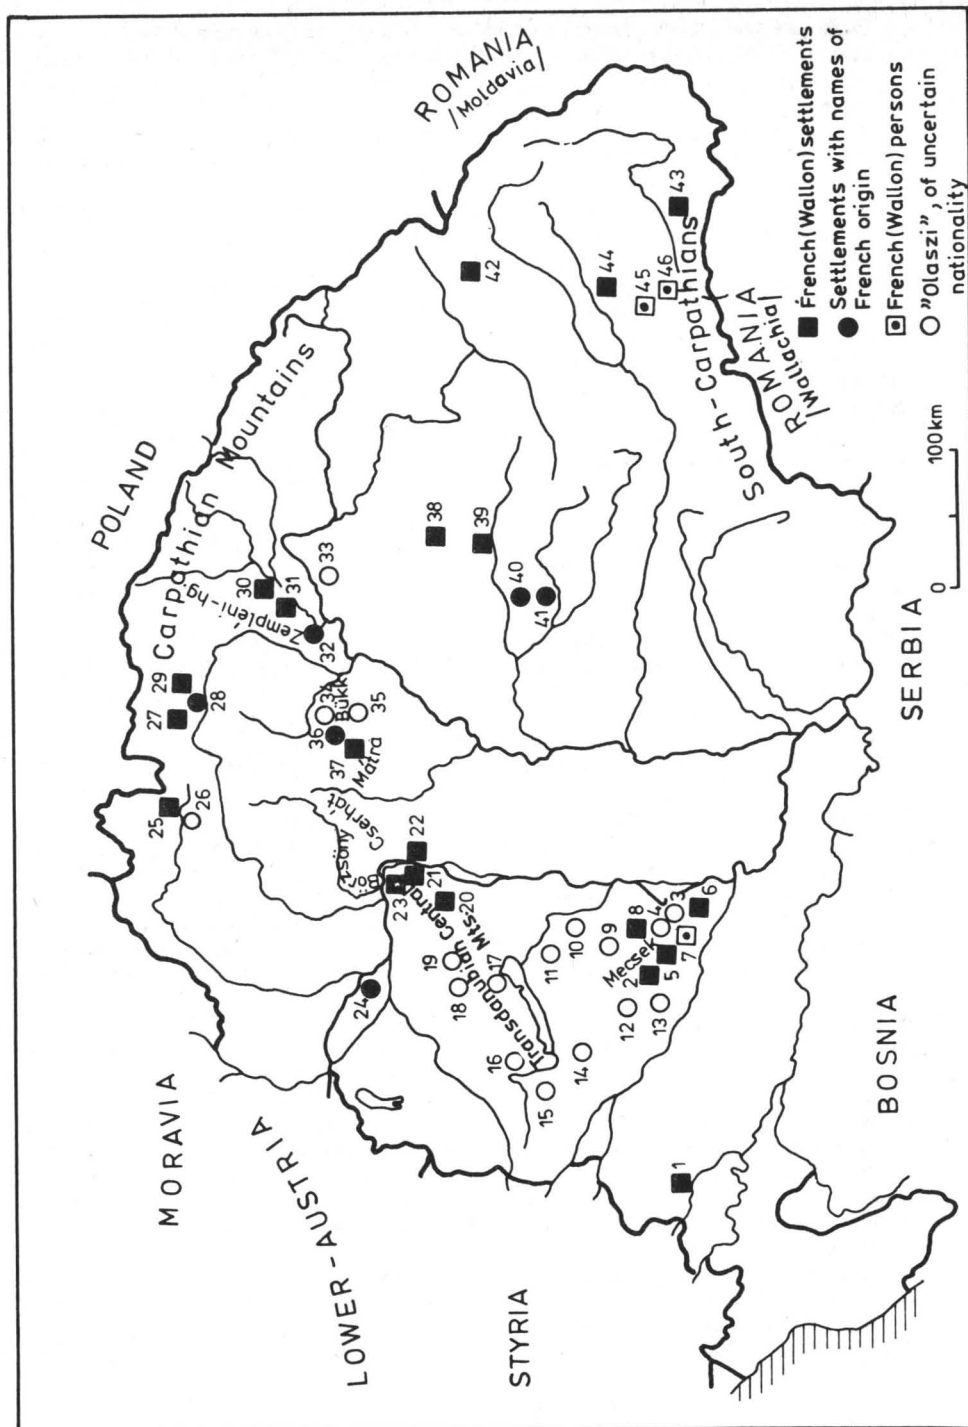 MORAVIA
POLAND
ROMANIA
/Moldavia/
LOWER-AUSTRIA
STYRIA
BOSNIA
SERBIA
ROMANIA
/Wallachia/
Carpathian Mountains
South-Carpathians
Zempléni-hg.
Bükk
Mátra
Cserhát
Börzsöny
Transdanubian Central Mts.
Mecsek
1
2
3
4
5
6
7
8
9
10
11
12
13
14
15
16
17
18
19
20
21
22
23
24
25
26
27
28
29
30
31
32
33
34
35
36
37
38
39
40
41
42
43
44
45
46
0 100km
French(Wallon) settlements
Settlements with names of
French origin
French(Wallon) persons
"Olaszi", of uncertain
nationality